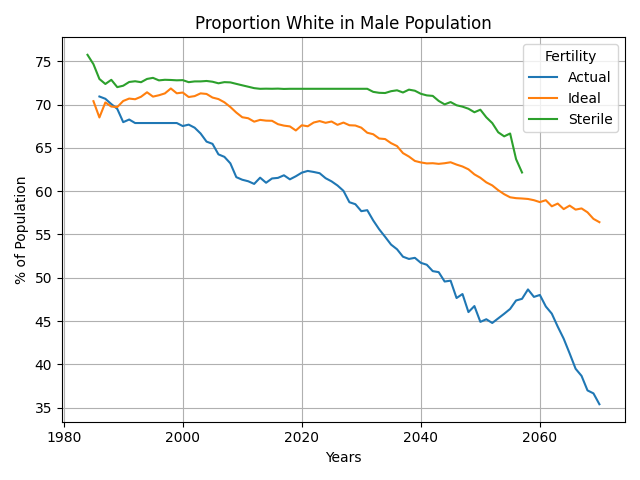 Proportion White in Male Population
% of Population
75
70
65
60
55
50
45
40
35
1980
2000
2020
2040
2060
Years
Fertility
Actual
Ideal
Sterile